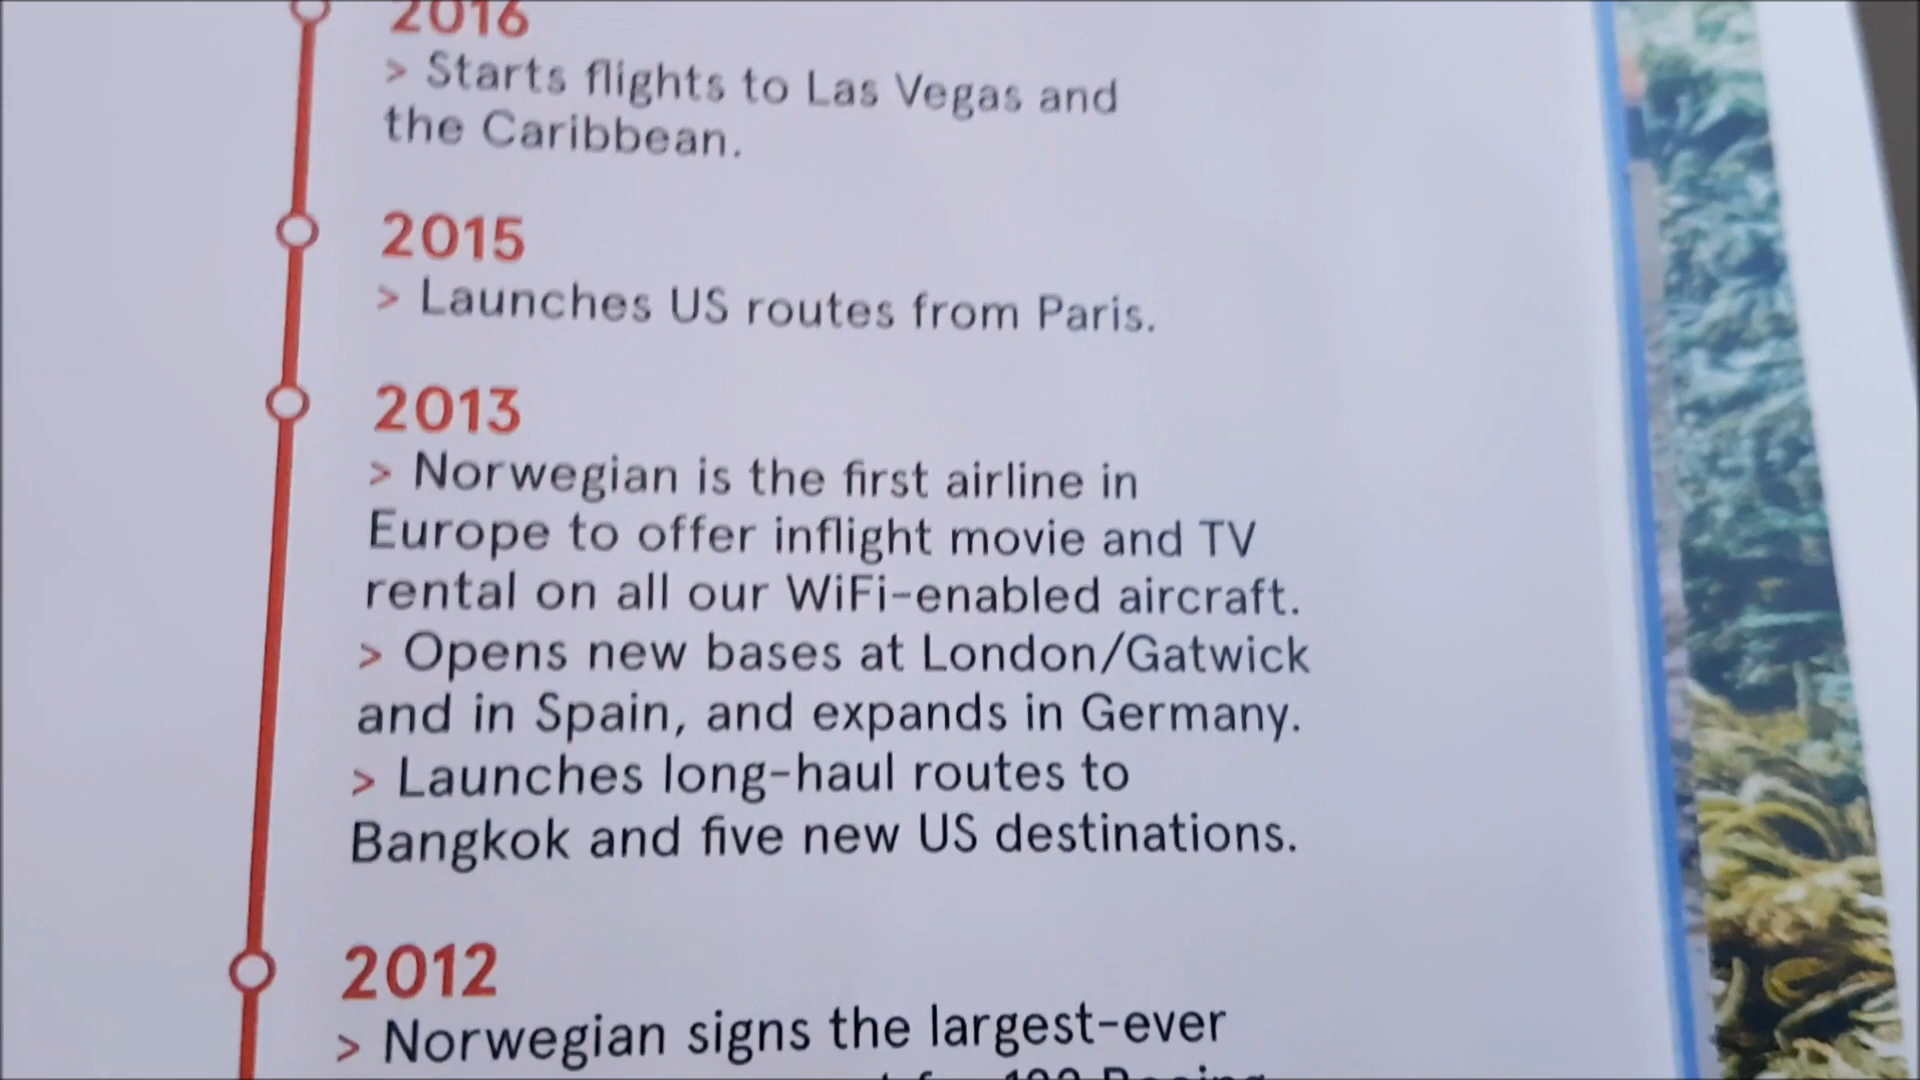 2016
> Starts flights to Las Vegas and
the Caribbean.
2015
> Launches US routes from Paris.
2013
> Norwegian is the first airline in
Europe to offer inflight movie and TV
rental on all our WiFi-enabled aircraft.
> Opens new bases at London/Gatwick
and in Spain, and expands in Germany.
> Launches long-haul routes to
Bangkok and five new US destinations.
2012
> Norwegian signs the largest-ever